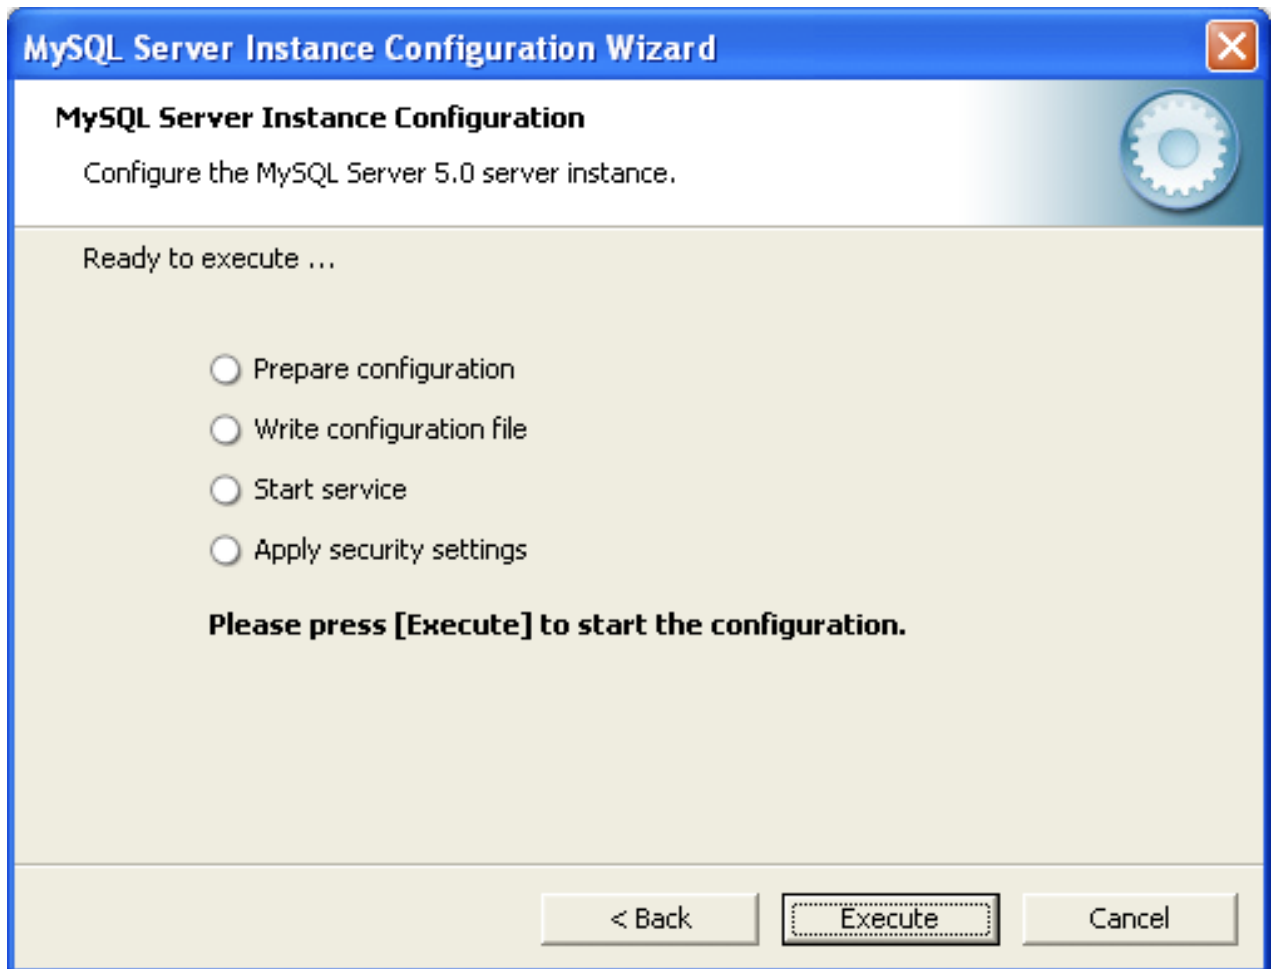 MySQL Server Instance Configuration Wizard
MySQL Server Instance Configuration
Configure the MySQL Server 5.0 server instance.
Ready to execute ...
Prepare configuration
Write configuration file
Start service
Apply security settings
Please press [Execute] to start the configuration.
< Back Execute Cancel